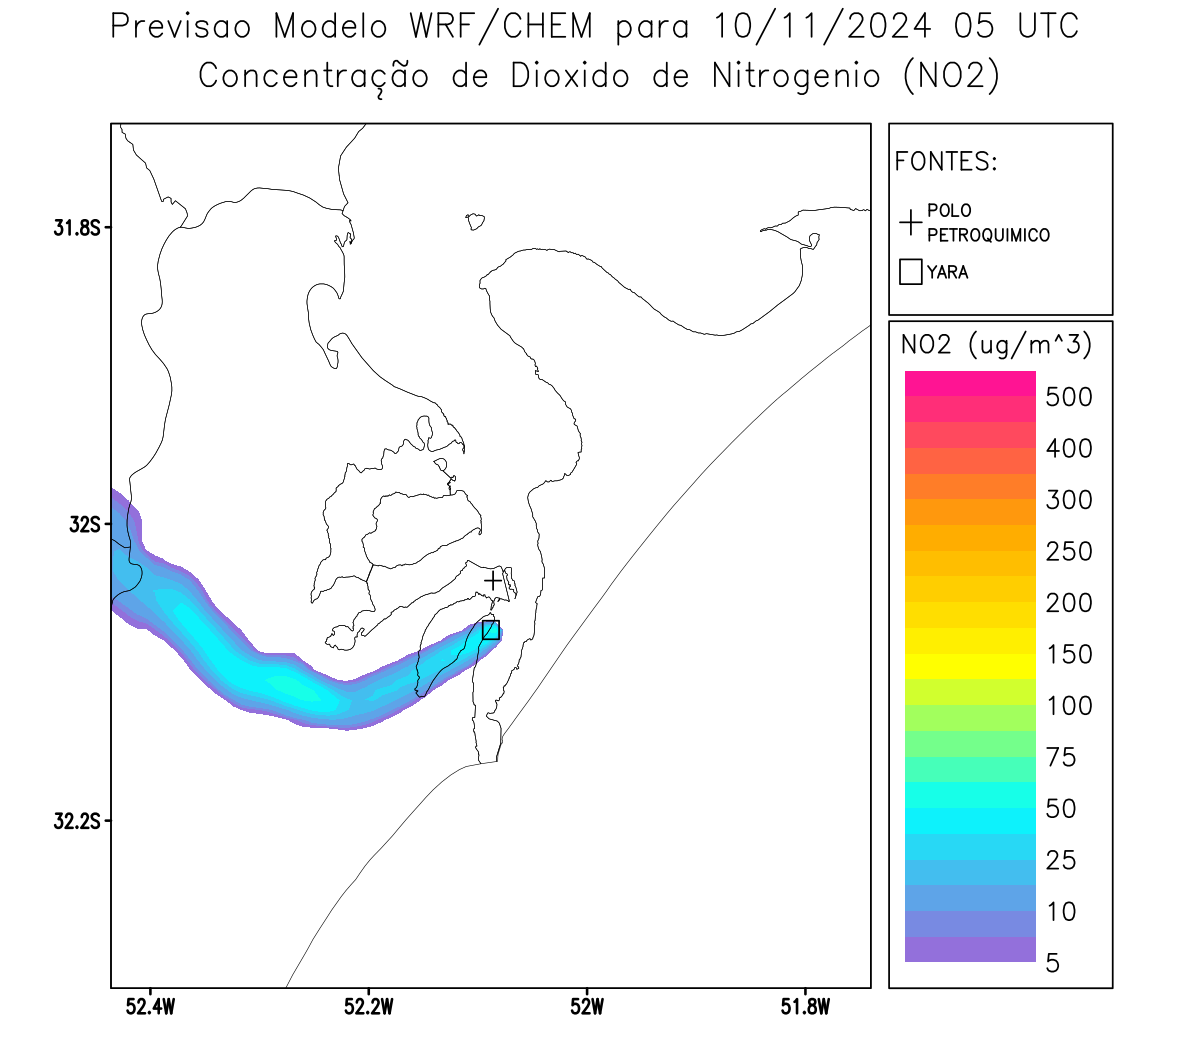 Previsao Modelo WRF/CHEM para 10/11/2024 05 UTC
Concentração de Dioxido de Nitrogenio (NO2)
FONTES:
POLO
PETROQUIMICO
YARA
NO2 (ug/m^3)
500
400
300
250
200
150
100
75
50
25
10
5
31.8S
32S
32.2S
52.4W
52.2W
52W
51.8W